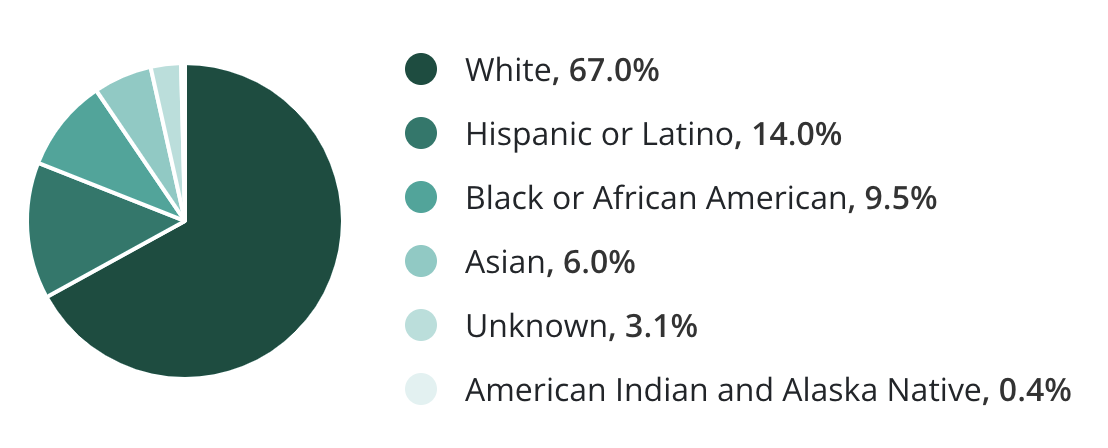 White, 67.0%
Hispanic or Latino, 14.0%
Black or African American, 9.5%
Asian, 6.0%
Unknown, 3.1%
American Indian and Alaska Native, 0.4%